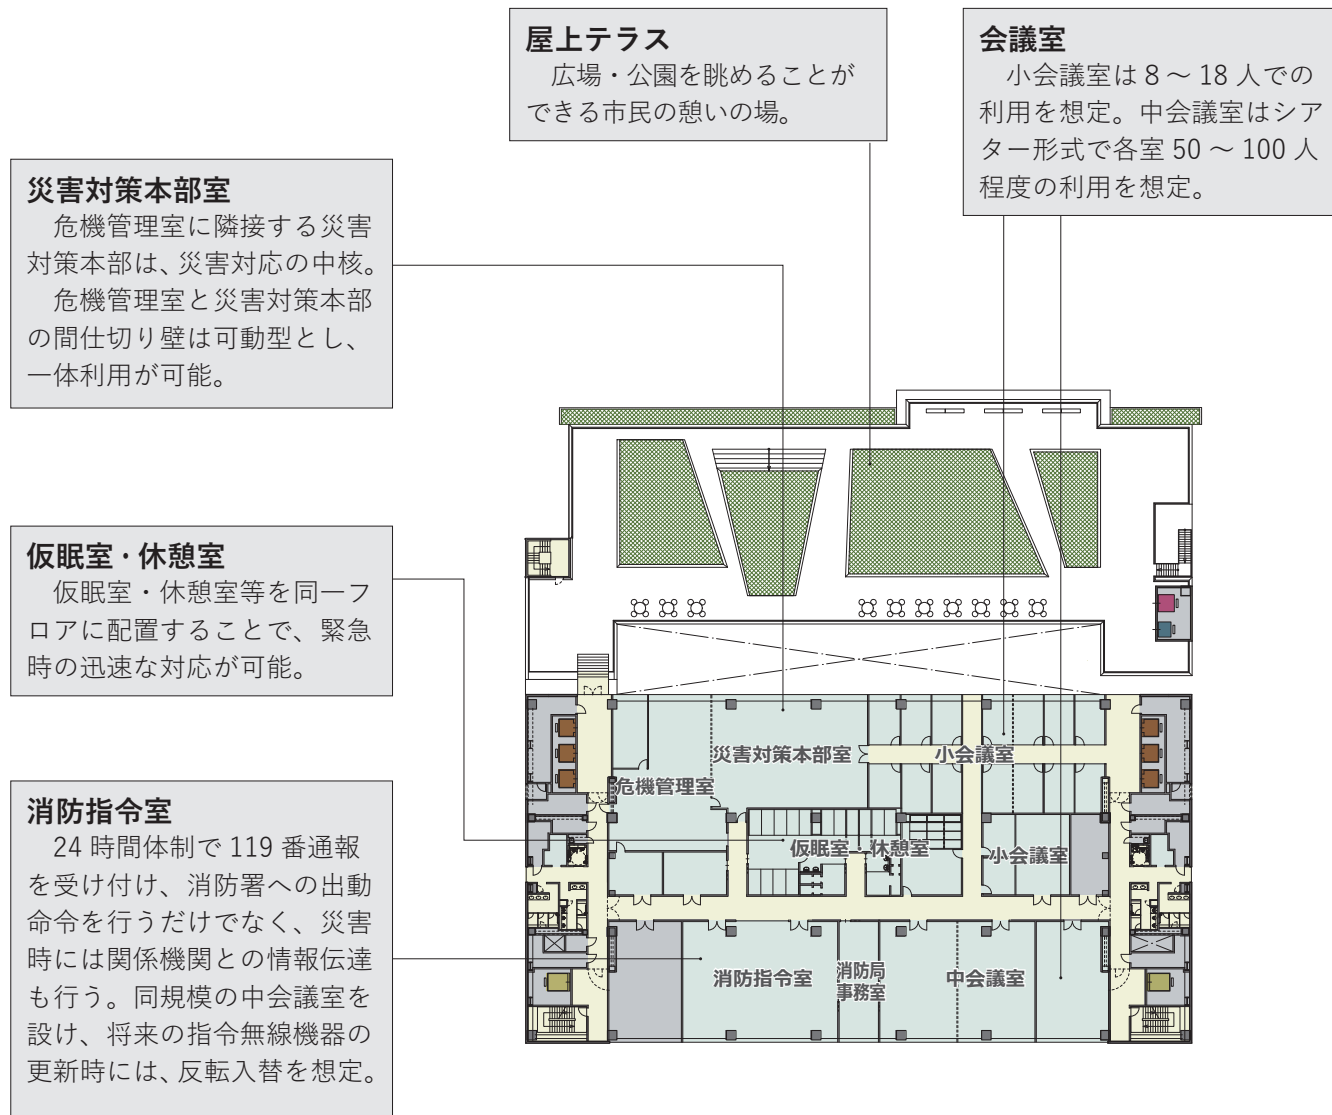 屋上テラス
　広場・公園を眺めることが
できる市民の憩いの場。
会議室
　小会議室は 8 ～ 18 人での
利用を想定。中会議室はシア
ター形式で各室 50 ～ 100 人
程度の利用を想定。
災害対策本部室
　危機管理室に隣接する災害
対策本部は、災害対応の中核。
　危機管理室と災害対策本部
の間仕切り壁は可動型とし、
一体利用が可能。
仮眠室・休憩室
　仮眠室・休憩室等を同一フ
ロアに配置することで、緊急
時の迅速な対応が可能。
消防指令室
　24 時間体制で 119 番通報
を受け付け、消防署への出動
命令を行うだけでなく、災害
時には関係機関との情報伝達
も行う。同規模の中会議室を
設け、将来の指令無線機器の
更新時には、反転入替を想定。
災害対策本部室
小会議室
危機管理室
仮眠室・休憩室
小会議室
消防指令室
消防局
事務室
中会議室